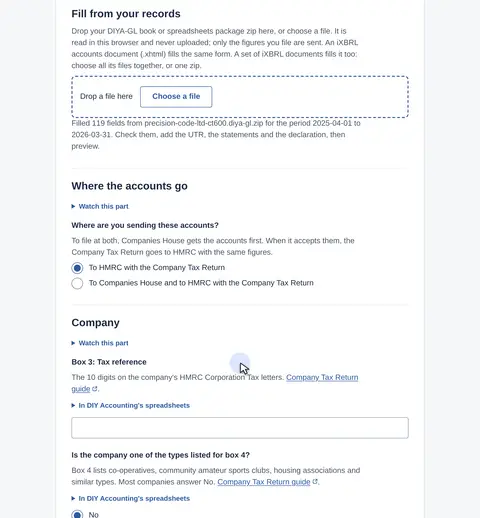 Fill from your records
Drop your DIYA-GL book or spreadsheets package zip here, or choose a file. It is
read in this browser and never uploaded; only the figures you file are sent. An iXBRL
accounts document (.xhtml) fills the same form. A set of iXBRL documents fills it too:
choose all its files together, or one zip.
Drop a file here
Choose a file
Filled 119 fields from precision-code-ltd-ct600.diya-gl.zip for the period 2025-04-01 to
2026-03-31. Check them, add the UTR, the statements and the declaration, then
preview.
Where the accounts go
Watch this part
Where are you sending these accounts?
To file at both, Companies House gets the accounts first. When it accepts them, the
Company Tax Return goes to HMRC with the same figures.
To HMRC with the Company Tax Return
To Companies House and to HMRC with the Company Tax Return
Company
Watch this part
Box 3: Tax reference
The 10 digits on the company's HMRC Corporation Tax letters. Company Tax Return
guide.
In DIY Accounting's spreadsheets
Is the company one of the types listed for box 4?
Box 4 lists co-operatives, community amateur sports clubs, housing associations and
similar types. Most companies answer No. Company Tax Return guide.
In DIY Accounting's spreadsheets
No